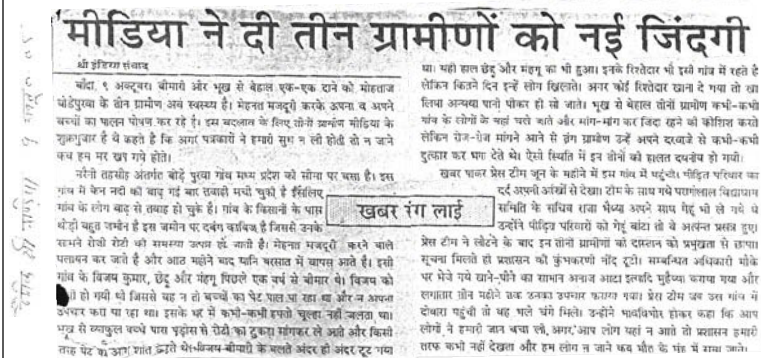 मीडिया ने दी तीन ग्रामीणों को नई जिंदगी
श्री इंडिया संवाद
बाँदा, ९ अक्टूबर। बीमारी और भूख से बेहाल एक-एक दाने को मोहताज
घोडेपुरवा के तीन ग्रामीण अब स्वस्थ्य है। मेहनत मजदूरी करके अपना व अपने
बच्चों का पालन पोषण कर रहे है। इस बदलाव के लिए तीनो ग्रामीण मीडिया के
शुक्रगुजार है वे कहते है कि अगर पत्रकारों ने हमारी सुध न ली होती तो न जाने
कब हम मर खप गये होते।
नरैनी तहसील अंतर्गत बोड़े पुरवा गांव मध्य प्रदेश की सीमा पर बसा है। इस
गांव में केन नदी की बाढ़ कई बार तबाही मची चुकी है इसिलिए
गांव के लोग बाढ़ से तबाह हो चुके है। गांव के किसानों के पास
थोड़ी बहुत जमीन है इस जमीन पर दबंग काबिज है जिससे उनके
सामने रोजी रोटी की समस्या उत्पन्न हो जाती है। मेहनत मजदूरी करने वाले
पलायन कर जाते है और आठ महीने बाद यानि बरसात में वापस आते है। इसी
गांव के विजय कुमार, छेदू और मंहगू पिछले एक वर्ष से बीमार थे। विजय को
हो गयी थी जिससे वह न तो बच्चों का पेट पाल पा रहा था और न अपना
उपचार करा पा रहा था। इसके घर में कभी-कभी हफ्तो चूल्हा नहीं जलता था।
भूख से व्याकुल बच्चे पास पड़ोस से रोटी का टुकड़ा मांगकर ले आते और किसी
तरह पेट की आग शांत करते थे। विजय बीमारी के चलते अंदर ही अंदर टूट गया
खबर रंग लाई
था। यही हाल छेदू और मंहगू का भी हुआ। इनके रिश्तेदार भी इसी गांव में रहते है
लेकिन कितने दिन इन्हें लोग खिलाते। अगर कोई रिश्तेदार खाना दे गया तो खा
लिया अन्यथा पानी पीकर ही सो जाते। भूख से बेहाल तीनों ग्रामीण कभी-कभी
गांव के लोगों के यहां चले जाते और मांग-मांग कर जिंदा रहने की कोशिश करते
लेकिन रोज-रोज मांगने आने से तंग ग्रामीण उन्हें अपने दरवाजे से कभी-कभी
दुत्कार कर भगा देते थे। ऐसी स्थिति में इन तीनों की हालत दयनीय हो गयी।
खबर पाकर प्रेस टीम जून के महीने में इस गांव में पहुंची। पीड़ित परिवार का
दर्द अपनी आंखों से देखा। टीम के साथ गये विद्याधाम
समिति के सचिव राजा भैय्या अपने साथ गेहूं भी ले गये थे
उन्होंने पीड़ित परिवारों को गेहूं बांटा तो वे अत्यन्त प्रसन्न हुए।
प्रेस टीम ने लौटने के बाद इन तीनों ग्रामीणों की दास्तान को प्रमुखता से छापा।
सूचना मिलते ही प्रशासन की कुंभकरणी नींद टूटी। सम्बन्धित अधिकारी मौके
पर भेजे गये खाने-पीने का सामान अनाज आटा इत्यादि मुहैय्या कराया गया और
लगातार तीन महीने तक उनका उपचार कराया गया। प्रेस टीम जब उस गांव में
दोबारा पहुंची तो यह भले चंगे मिले। उन्होंने भावविभोर होकर कहा कि आप
लोगों ने हमारी जान बचा ली, अगर आप लोग यहां न आते तो प्रशासन हमारी
तरफ कभी नहीं देखता और हम लोग न जाने कब मौत के मुंह में समा जाते।